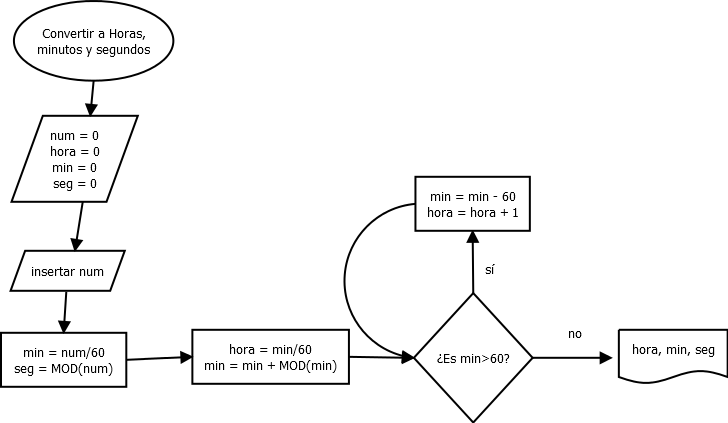 Convertir a Horas,
minutos y segundos
num = 0
hora = 0
min = 0
seg = 0
insertar num
min = num/60
seg = MOD(num)
hora = min/60
min = min + MOD(min)
min = min - 60
hora = hora + 1
sí
¿Es min>60?
no
hora, min, seg